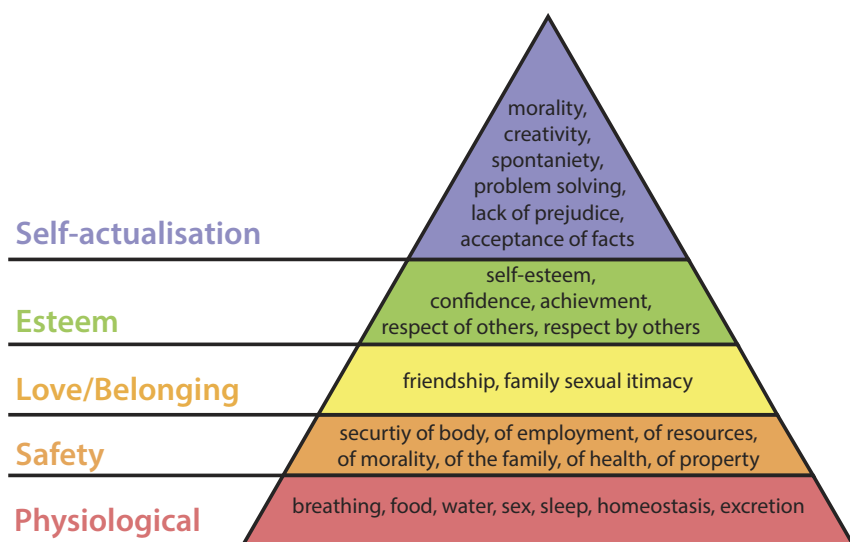 morality,
creativity,
spontaniety,
problem solving,
lack of prejudice,
acceptance of facts
Self-actualisation
self-esteem,
confidence, achievment,
respect of others, respect by others
Esteem
friendship, family sexual itimacy
Love/Belonging
securtiy of body, of employment, of resources,
of morality, of the family, of health, of property
Safety
breathing, food, water, sex, sleep, homeostasis, excretion
Physiological